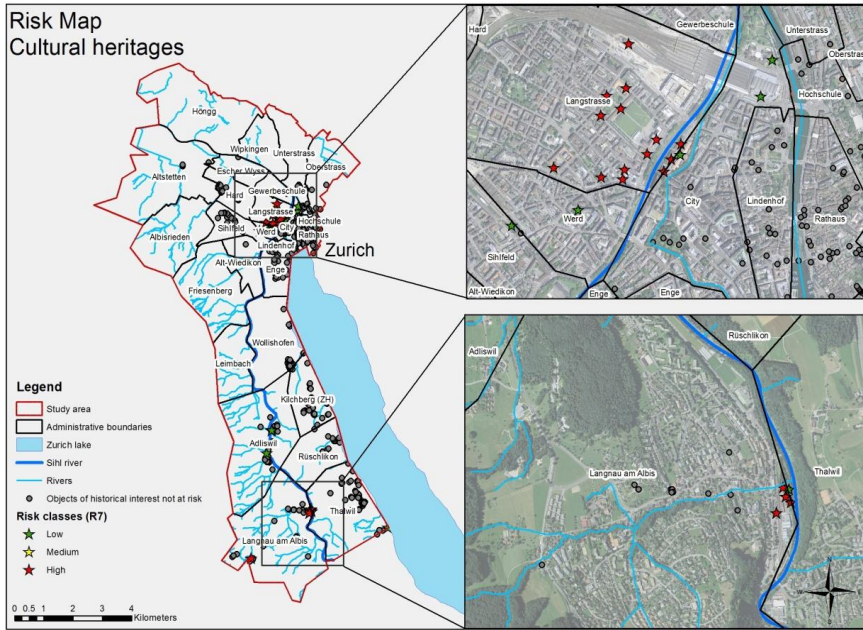 Risk Map
Cultural heritages
Höngg
Wipkingen
Unterstrass
Oberstrass
Altstetten
Escher Wyss
Hard
Gewerbeschule
Langstrasse
Hochschule
City
Sihlfeld
Werd
Rathaus
Albisrieden
Lindenhof
Zurich
Alt-Wiedikon
Enge
Friesenberg
Wollishofen
Leimbach
Kilchberg (ZH)
Adliswil
Rüschlikon
Thalwil
Langnau am Albis
Legend
Study area
Administrative boundaries
Zurich lake
Sihl river
Rivers
Objects of historical interest not at risk
Risk classes (R7)
Low
Medium
High
0 0.5 1 2 3 4
Kilometers
Hard
Gewerbeschule
Unterstrass
Oberstrass
Hochschule
Langstrasse
City
Lindenhof
Werd
Rathaus
Sihlfeld
Alt-Wiedikon
Enge
Enge
Rüschlikon
Adliswil
Langnau am Albis
Thalwil